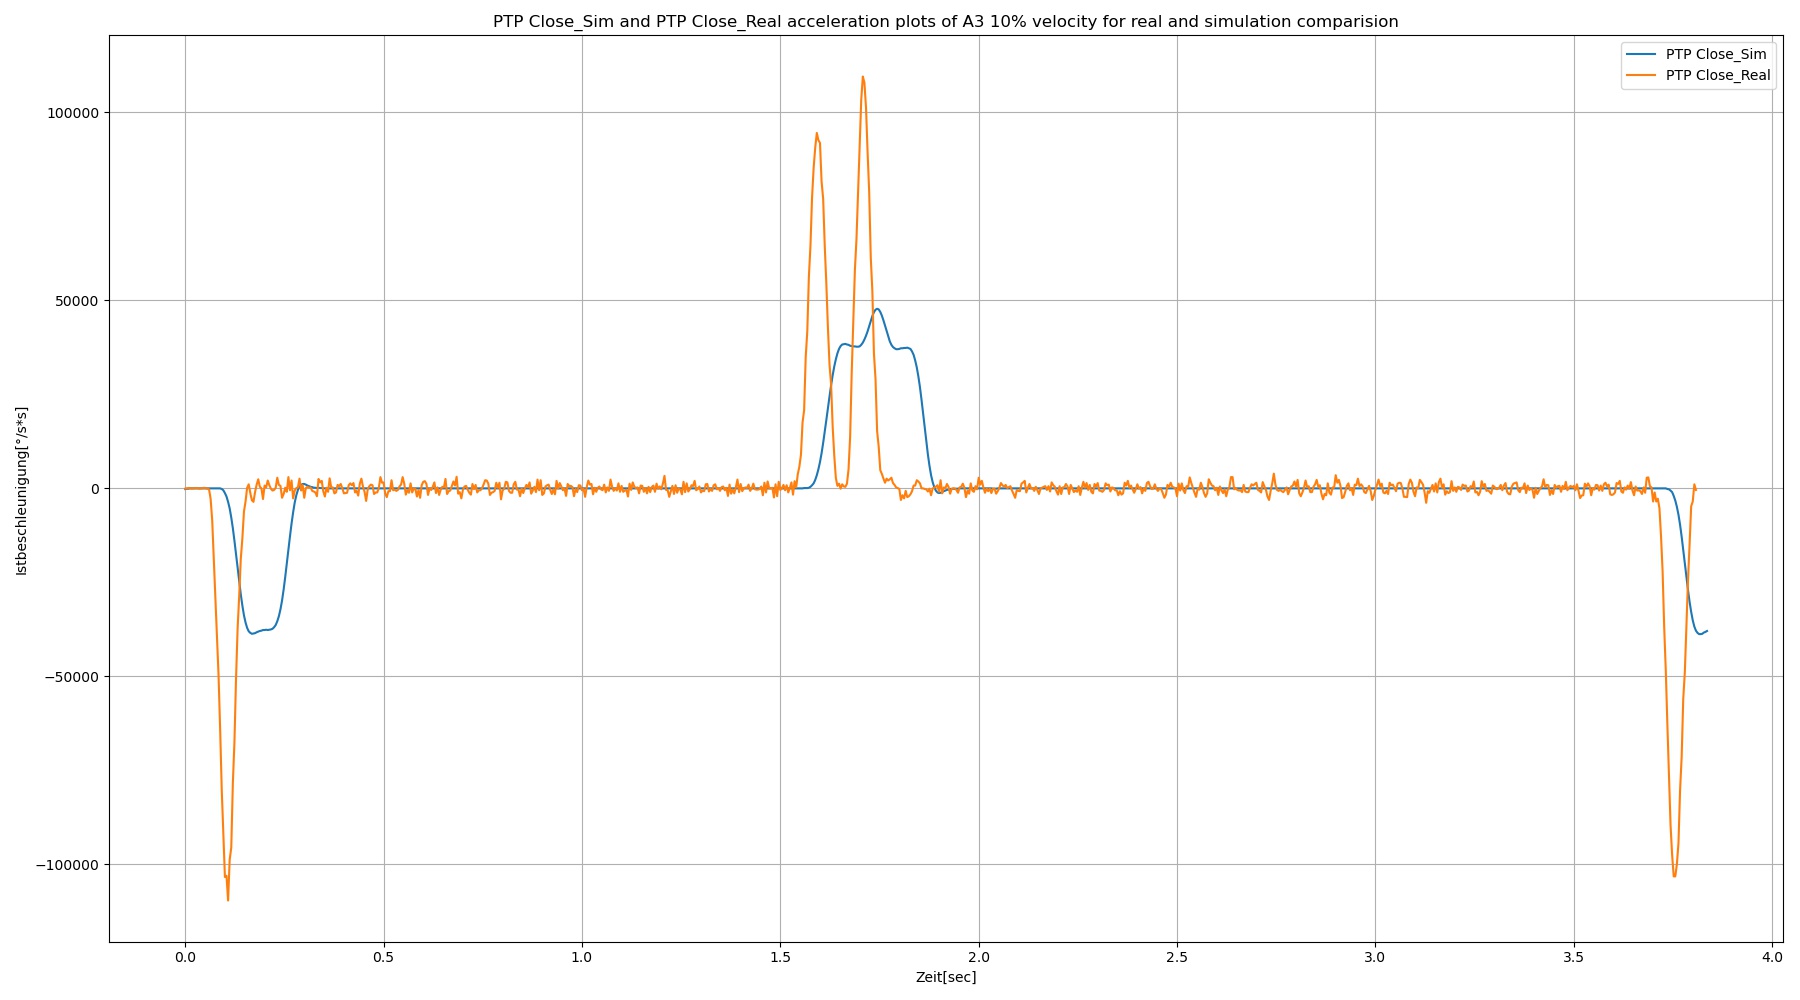 PTP Close_Sim and PTP Close_Real acceleration plots of A3 10% velocity for real and simulation comparision
PTP Close_Sim
PTP Close_Real
100000
50000
0
−50000
−100000
Istbeschleunigung[°/s*s]
0.0 0.5 1.0 1.5 2.0 2.5 3.0 3.5 4.0
Zeit[sec]